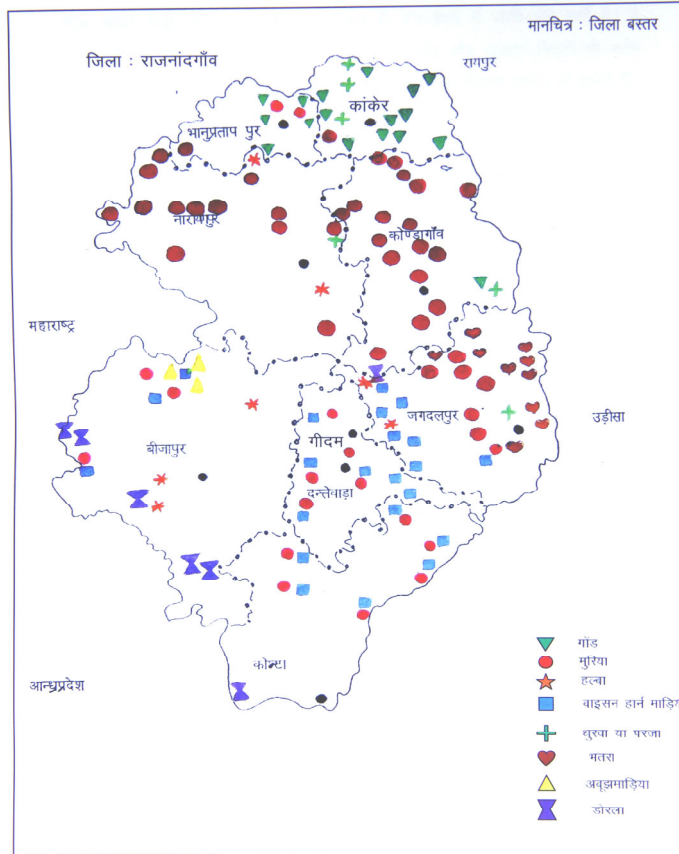 मानचित्र : जिला बस्तर
जिला : राजनांदगाँव
रायपुर
कांकेर
भानुप्रताप पुर
नारायणपुर
कोण्डागाँव
महाराष्ट्र
जगदलपुर
उड़ीसा
बीजापुर
गीदम
दन्तेवाड़ा
कोन्टा
आन्ध्रप्रदेश
गोंड
मुरिया
हल्बा
बाइसन हार्न माड़िय
धुरवा या परजा
भतरा
अबूझमाड़िया
डोरला